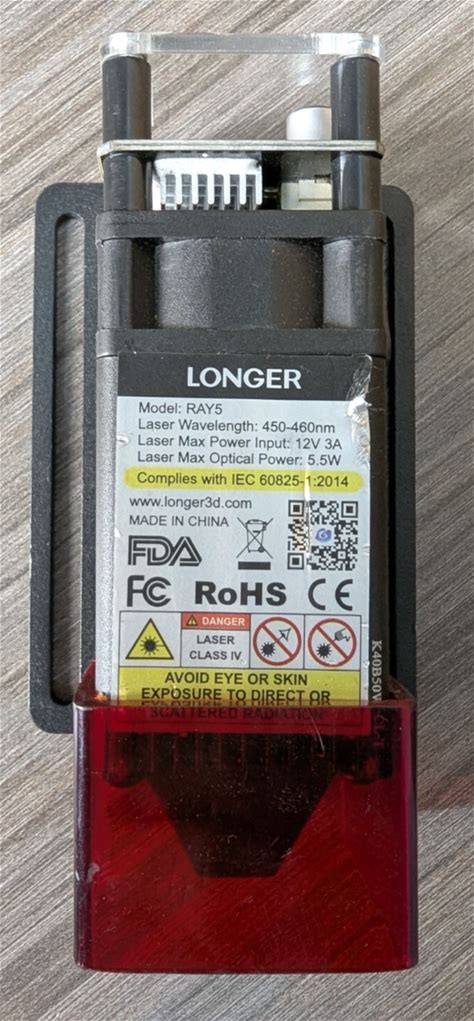 LONGER
Model: RAY5
Laser Wavelength: 450-460nm
Laser Max Power Input: 12V 3A
Laser Max Optical Power: 5.5W
Complies with IEC 60825-1:2014
www.longer3d.com
MADE IN CHINA
FDA
FC RoHS CE
DANGER
LASER
CLASS IV
AVOID EYE OR SKIN
EXPOSURE TO DIRECT OR
SCATTERED RADIATION